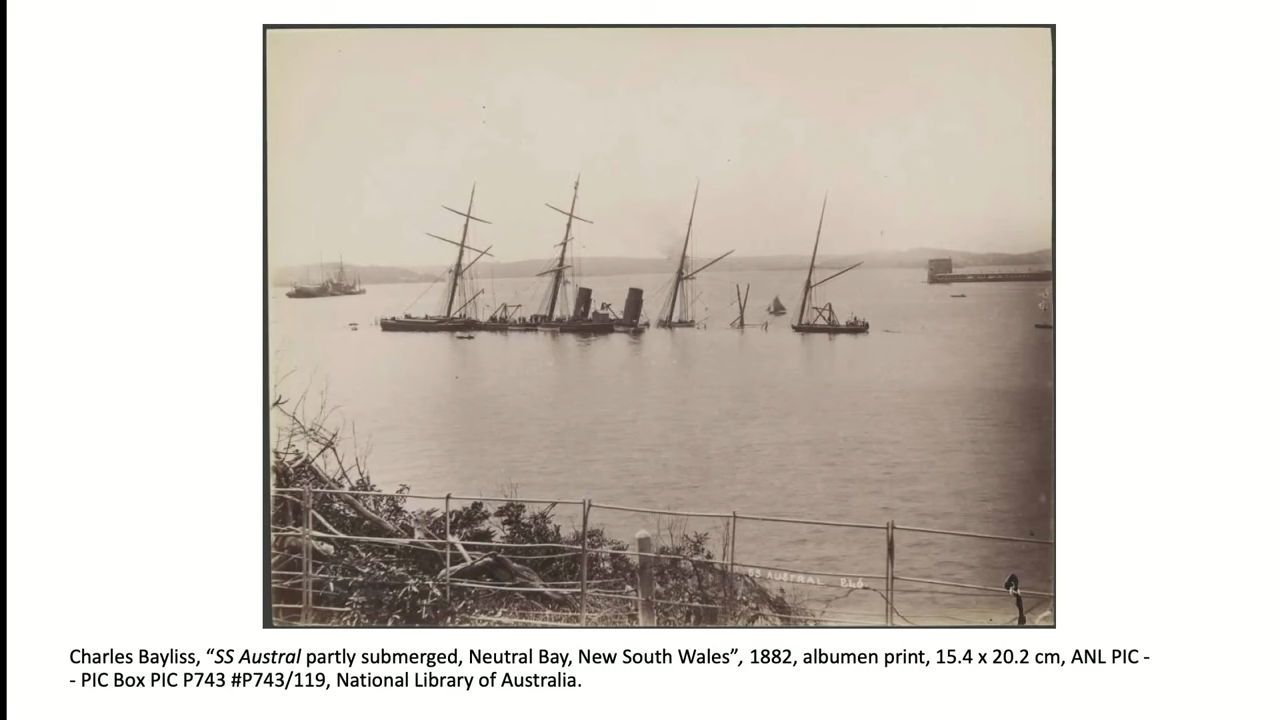 SS AUSTRAL
Charles Bayliss, “SS Austral partly submerged, Neutral Bay, New South Wales”, 1882, albumen print, 15.4 x 20.2 cm, ANL PIC -
- PIC Box PIC P743 #P743/119, National Library of Australia.